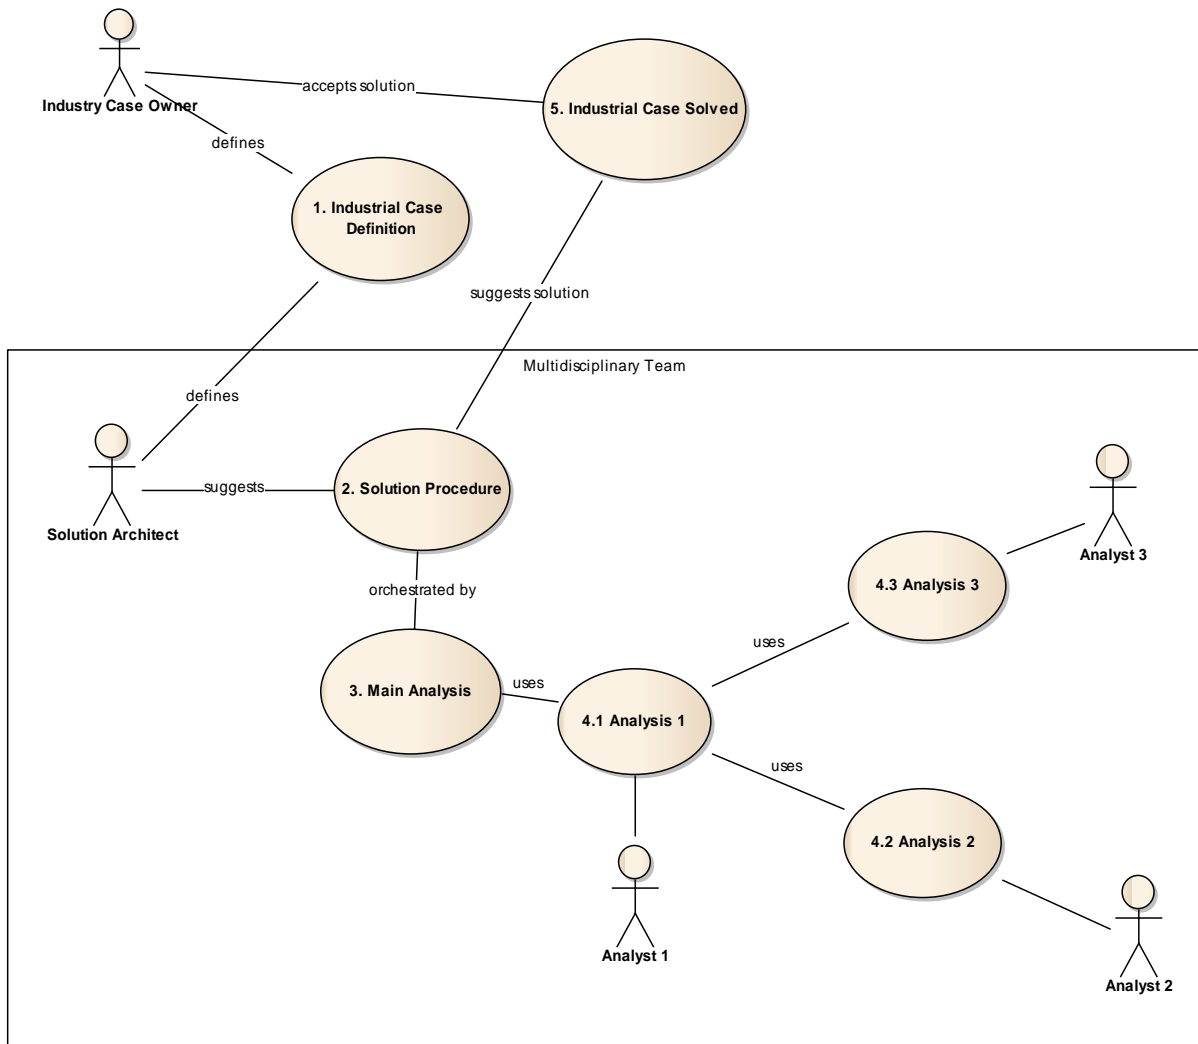 accepts solution
Industry Case Owner
5. Industrial Case Solved
defines
1. Industrial Case
Definition
suggests solution
Multidisciplinary Team
defines
suggests
2. Solution Procedure
Solution Architect
Analyst 3
4.3 Analysis 3
orchestrated by
uses
uses
3. Main Analysis
4.1 Analysis 1
uses
4.2 Analysis 2
Analyst 1
Analyst 2